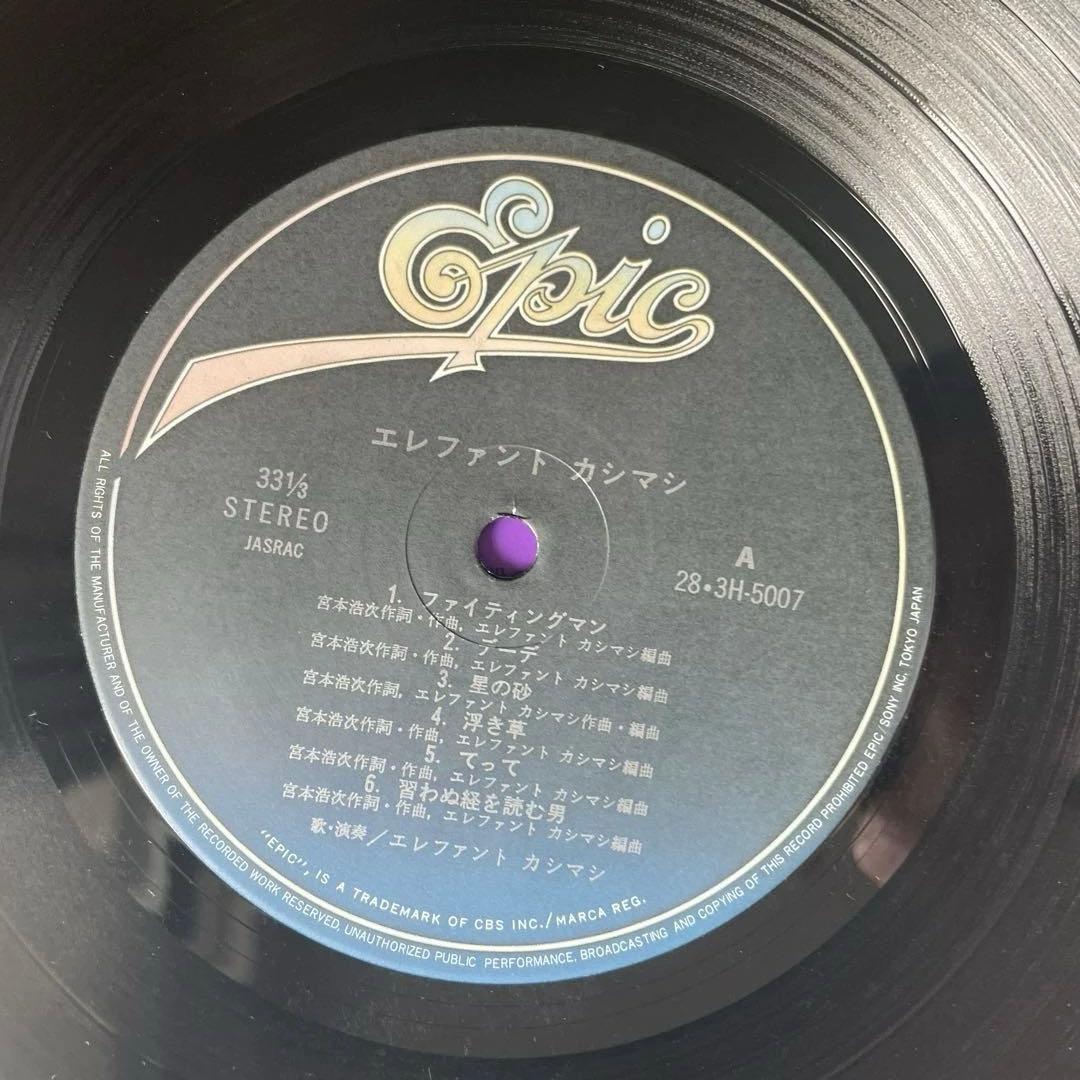 Epic
エレファント カシマシ
33⅓
STEREO
JASRAC
A
28・3H-5007
1. ファイティングマン
宮本浩次作詞・作曲, エレファント カシマシ編曲
2. デーデ
宮本浩次作詞・作曲, エレファント カシマシ編曲
3. 星の砂
宮本浩次作詞, エレファント カシマシ作曲・編曲
4. 浮き草
宮本浩次作詞・作曲, エレファント カシマシ編曲
5. てって
宮本浩次作詞・作曲, エレファント カシマシ編曲
6. 習わぬ経を読む男
宮本浩次作詞・作曲, エレファント カシマシ編曲
歌・演奏/エレファント カシマシ
"EPIC", IS A TRADEMARK OF CBS INC./MARCA REG.
ALL RIGHTS OF THE MANUFACTURER AND OF THE OWNER OF THE RECORDED WORK RESERVED, UNAUTHORIZED PUBLIC PERFORMANCE, BROADCASTING AND COPYING OF THIS RECORD PROHIBITED EPIC/SONY INC. TOKYO JAPAN